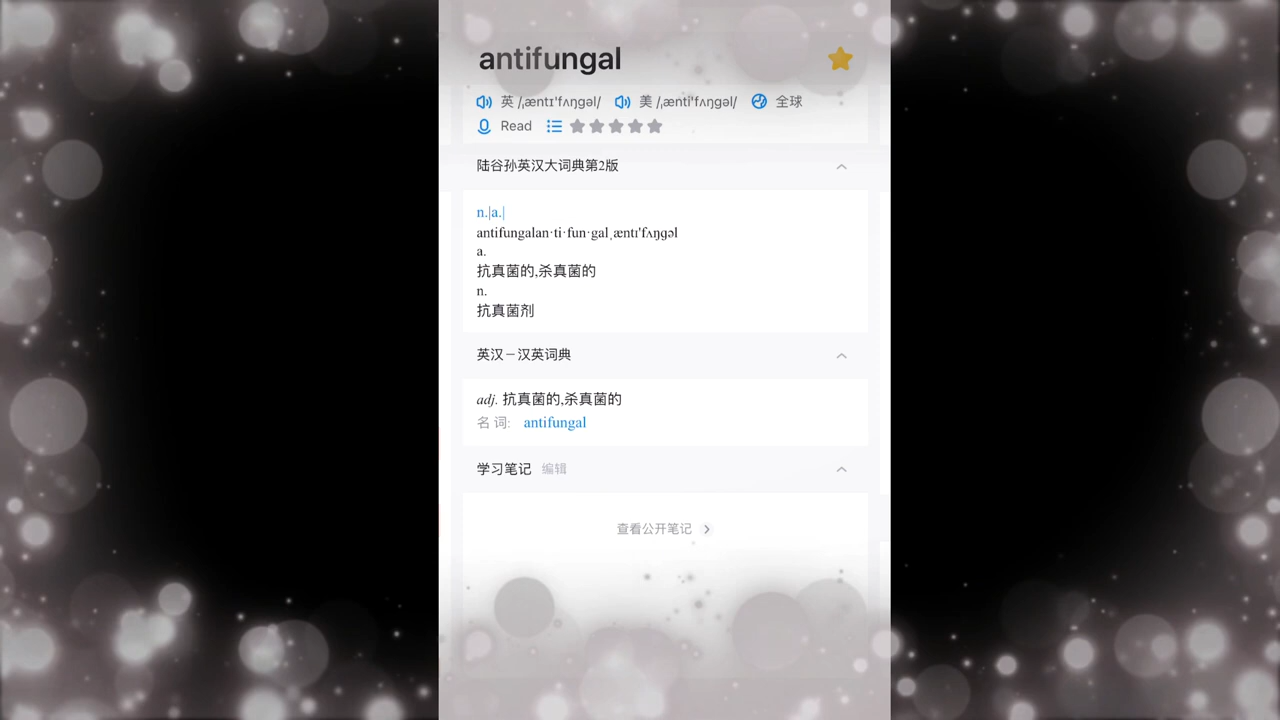 antifungal
英 /ˌæntɪˈfʌŋɡəl/ 美 /ˌæntiˈfʌŋɡəl/ 全球
Read
陆谷孙英汉大词典第2版
n.|a.|
antifungalan·ti·fun·galˌæntɪˈfʌŋɡəl
a.
抗真菌的,杀真菌的
n.
抗真菌剂
英汉－汉英词典
adj. 抗真菌的,杀真菌的
名 词: antifungal
学习笔记 编辑
查看公开笔记